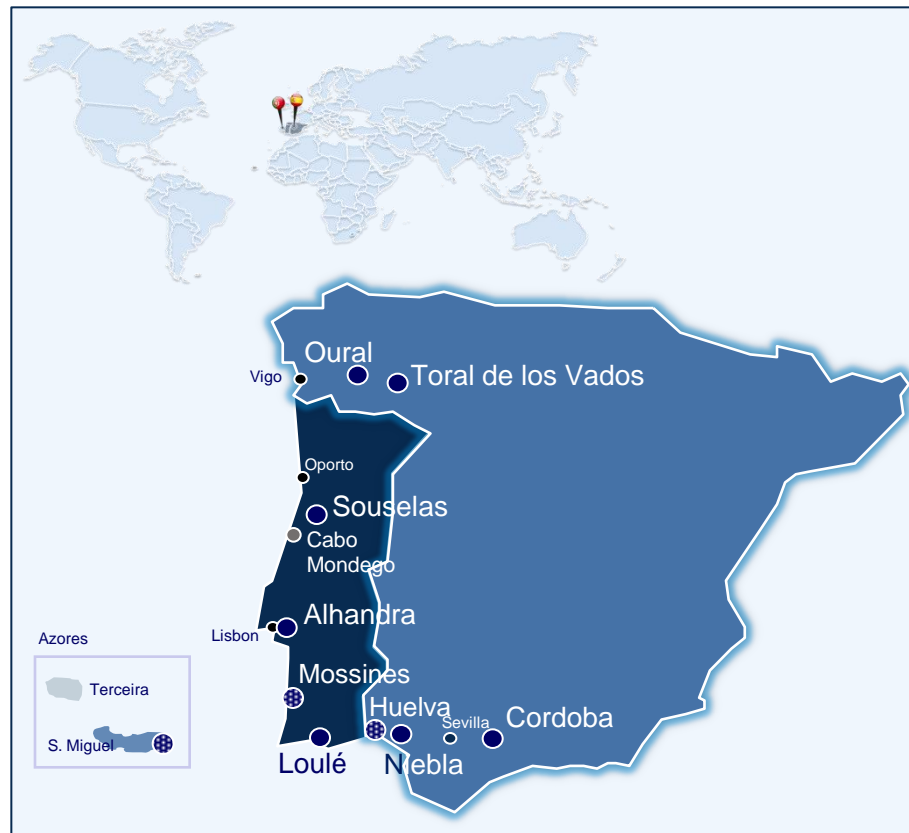 Oural
Toral de los Vados
Vigo
Oporto
Souselas
Cabo
Mondego
Alhandra
Lisbon
Azores
Terceira
S. Miguel
Mossines
Huelva
Sevilla
Cordoba
Loulé
Niebla